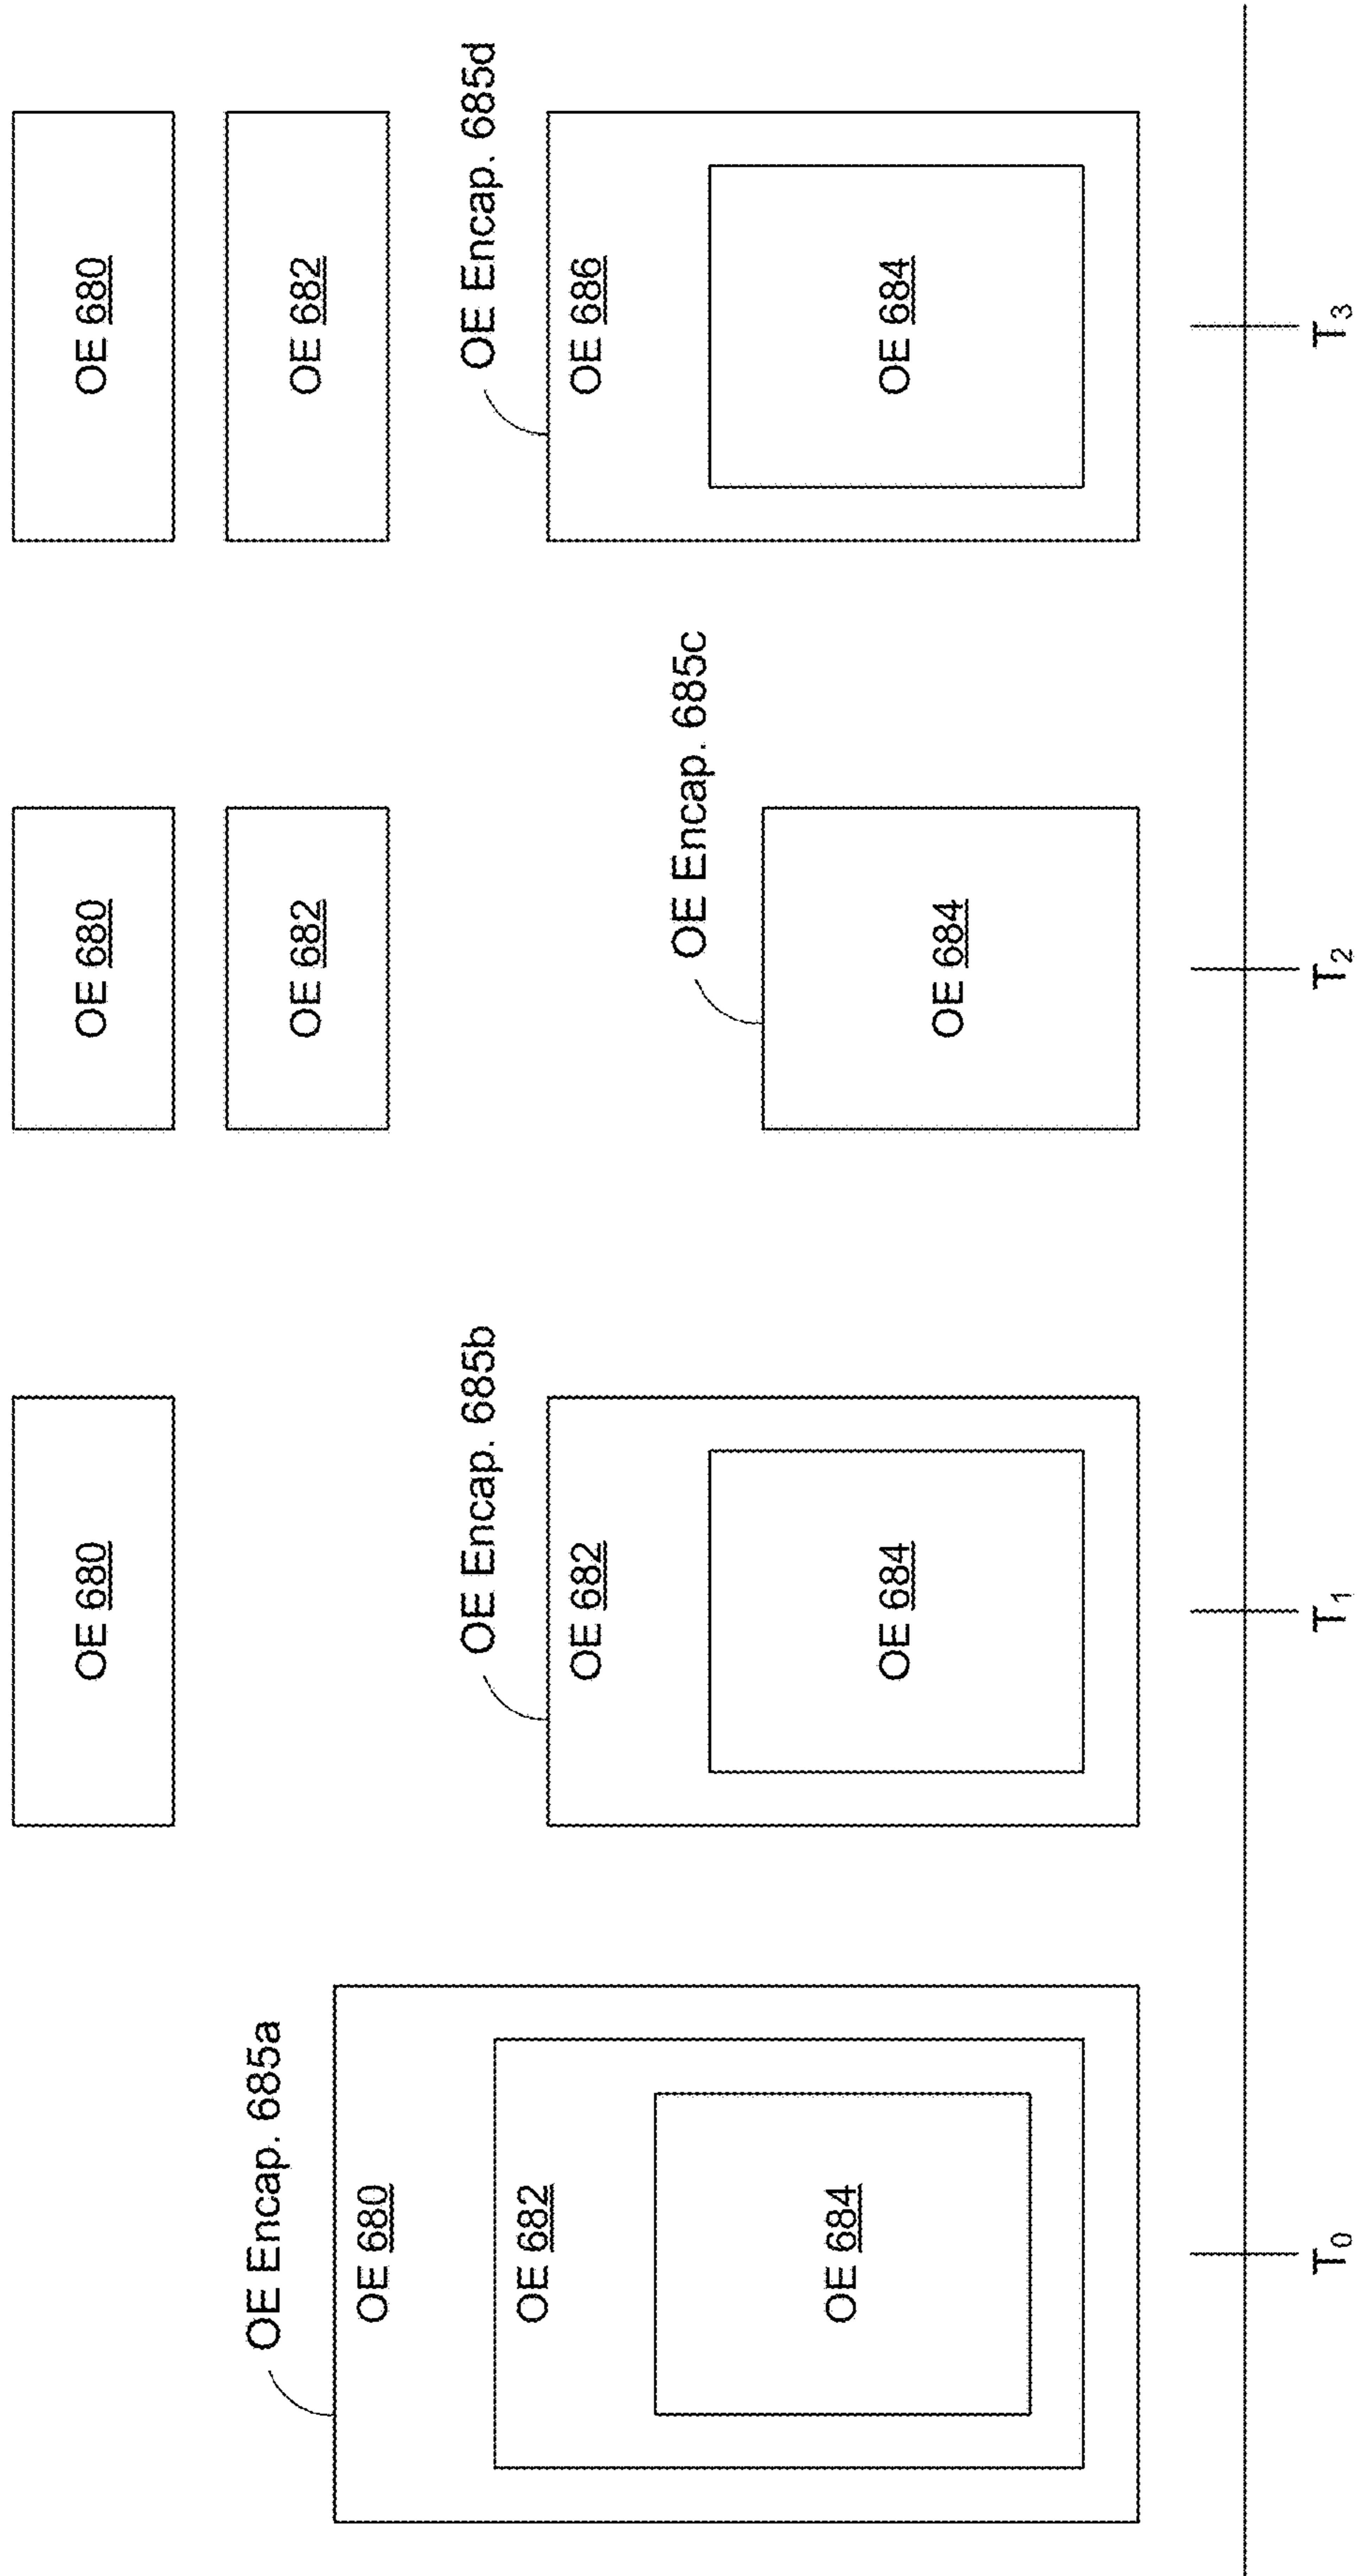 OE Encap. 685a
OE 680
OE 682
OE 684
T0
OE 680
OE Encap. 685b
OE 682
OE 684
T1
OE 680
OE 682
OE Encap. 685c
OE 684
T2
OE 680
OE 682
OE Encap. 685d
OE 686
OE 684
T3